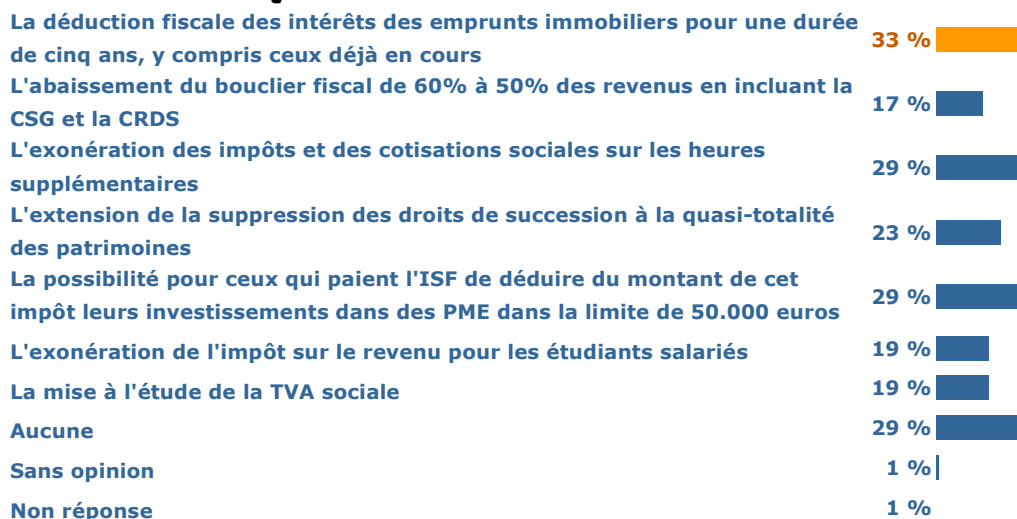 La déduction fiscale des intérêts des emprunts immobiliers pour une durée
de cinq ans, y compris ceux déjà en cours
33 %
L'abaissement du bouclier fiscal de 60% à 50% des revenus en incluant la
CSG et la CRDS
17 %
L'exonération des impôts et des cotisations sociales sur les heures
supplémentaires
29 %
L'extension de la suppression des droits de succession à la quasi-totalité
des patrimoines
23 %
La possibilité pour ceux qui paient l'ISF de déduire du montant de cet
impôt leurs investissements dans des PME dans la limite de 50.000 euros
29 %
L'exonération de l'impôt sur le revenu pour les étudiants salariés
19 %
La mise à l'étude de la TVA sociale
19 %
Aucune
29 %
Sans opinion
1 %
Non réponse
1 %